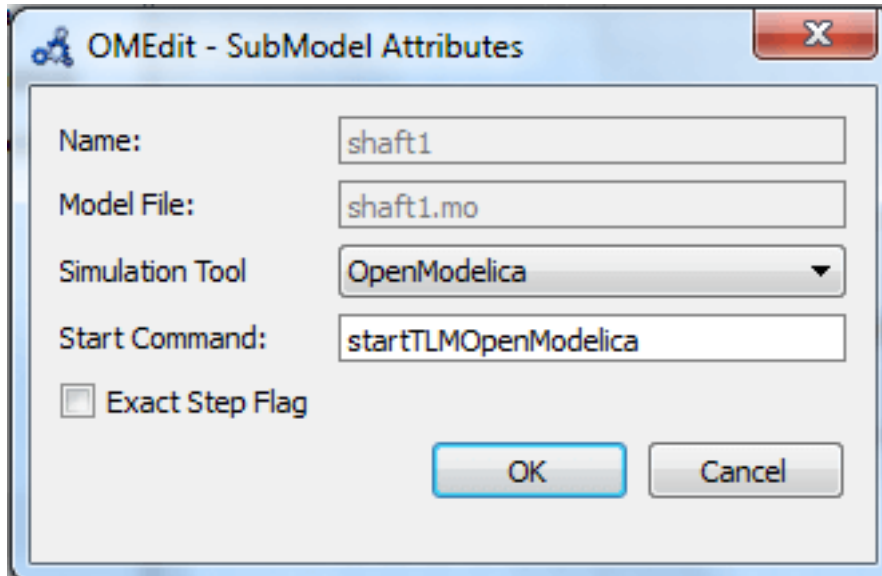 OMEdit - SubModel Attributes
Name: shaft1
Model File: shaft1.mo
Simulation Tool OpenModelica
Start Command: startTLMOpenModelica
Exact Step Flag
OK Cancel